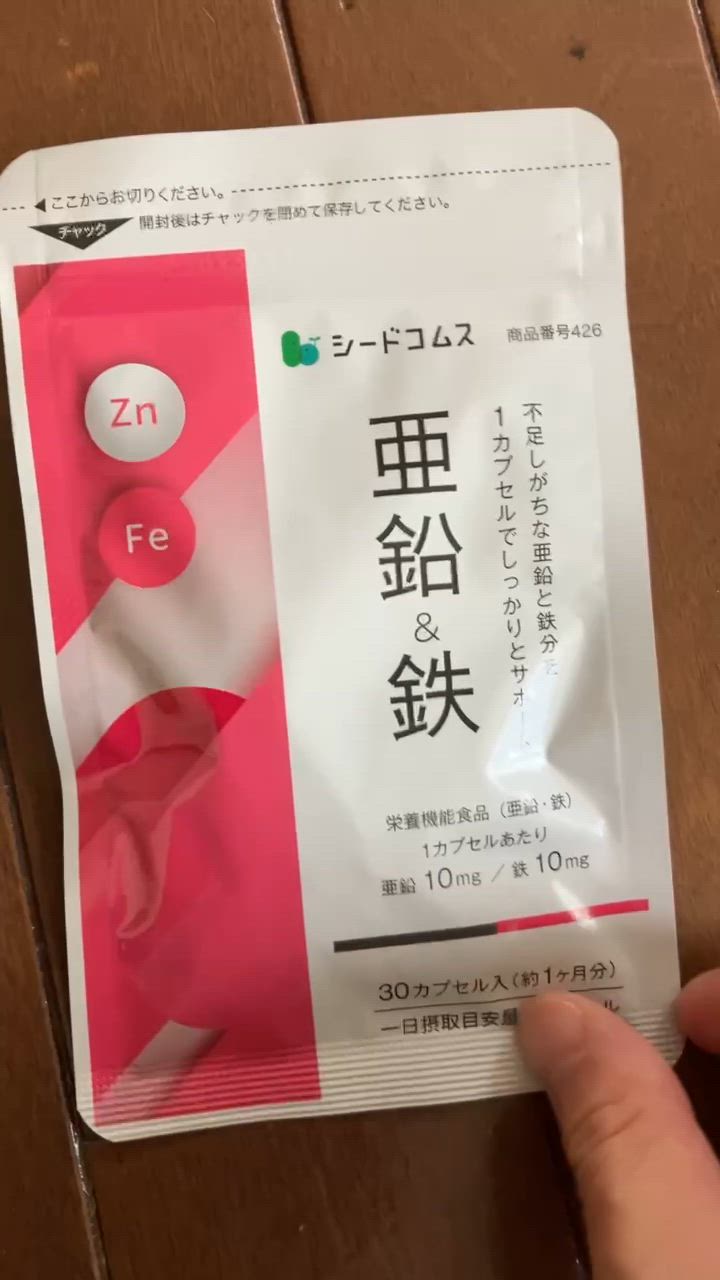 ◀ここからお切りください。
チャック
開封後はチャックを閉めて保存してください。
シードコムス
商品番号426
Zn
Fe
不足しがちな亜鉛と鉄分を
1カプセルでしっかりとサポ
亜鉛&鉄
栄養機能食品（亜鉛・鉄）
1カプセルあたり
亜鉛 10mg ／ 鉄 10mg
30カプセル入（約1ヶ月分）
一日摂取目安量 ル